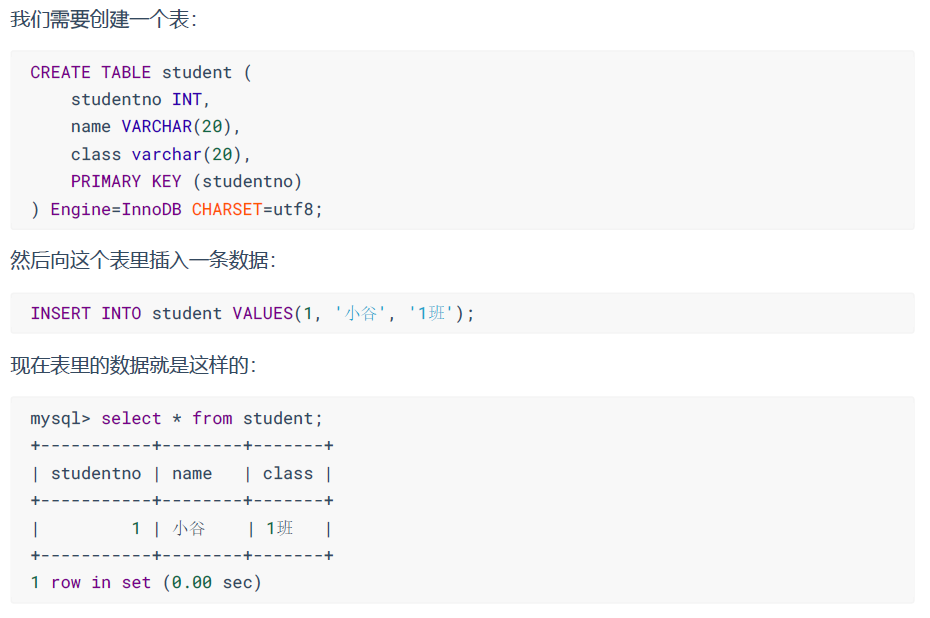 我们需要创建一个表：
CREATE TABLE student (
    studentno INT,
    name VARCHAR(20),
    class varchar(20),
    PRIMARY KEY (studentno)
) Engine=InnoDB CHARSET=utf8;
然后向这个表里插入一条数据：
INSERT INTO student VALUES(1, '小谷', '1班');
现在表里的数据就是这样的：
mysql> select * from student;
+-----------+--------+-------+
| studentno | name   | class |
+-----------+--------+-------+
|         1 | 小谷    | 1班   |
+-----------+--------+-------+
1 row in set (0.00 sec)